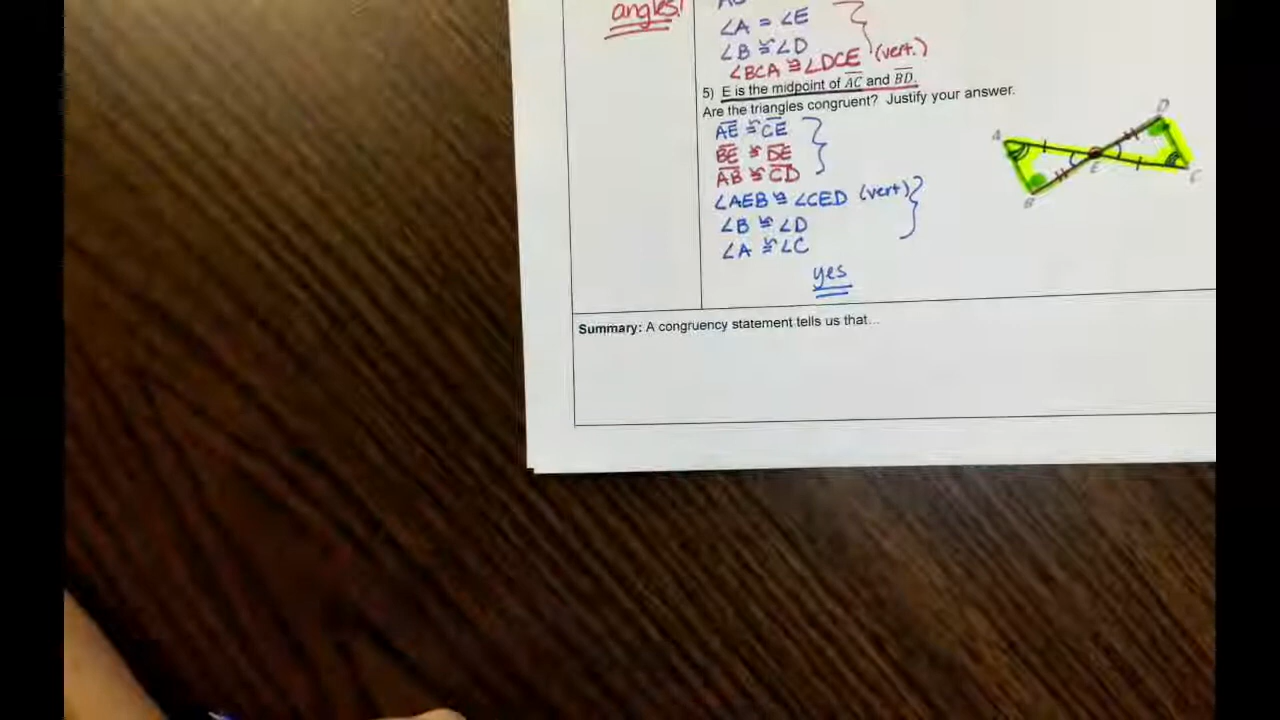 angles!
∠A ≅ ∠E
∠B ≅ ∠D
∠BCA ≅ ∠DCE (vert.)
5) E is the midpoint of AC and BD.
Are the triangles congruent? Justify your answer.
AE ≅ CE
BE ≅ DE
AB ≅ CD
∠AEB ≅ ∠CED (vert)
∠B ≅ ∠D
∠A ≅ ∠C
yes
A
D
E
B
C
Summary: A congruency statement tells us that...